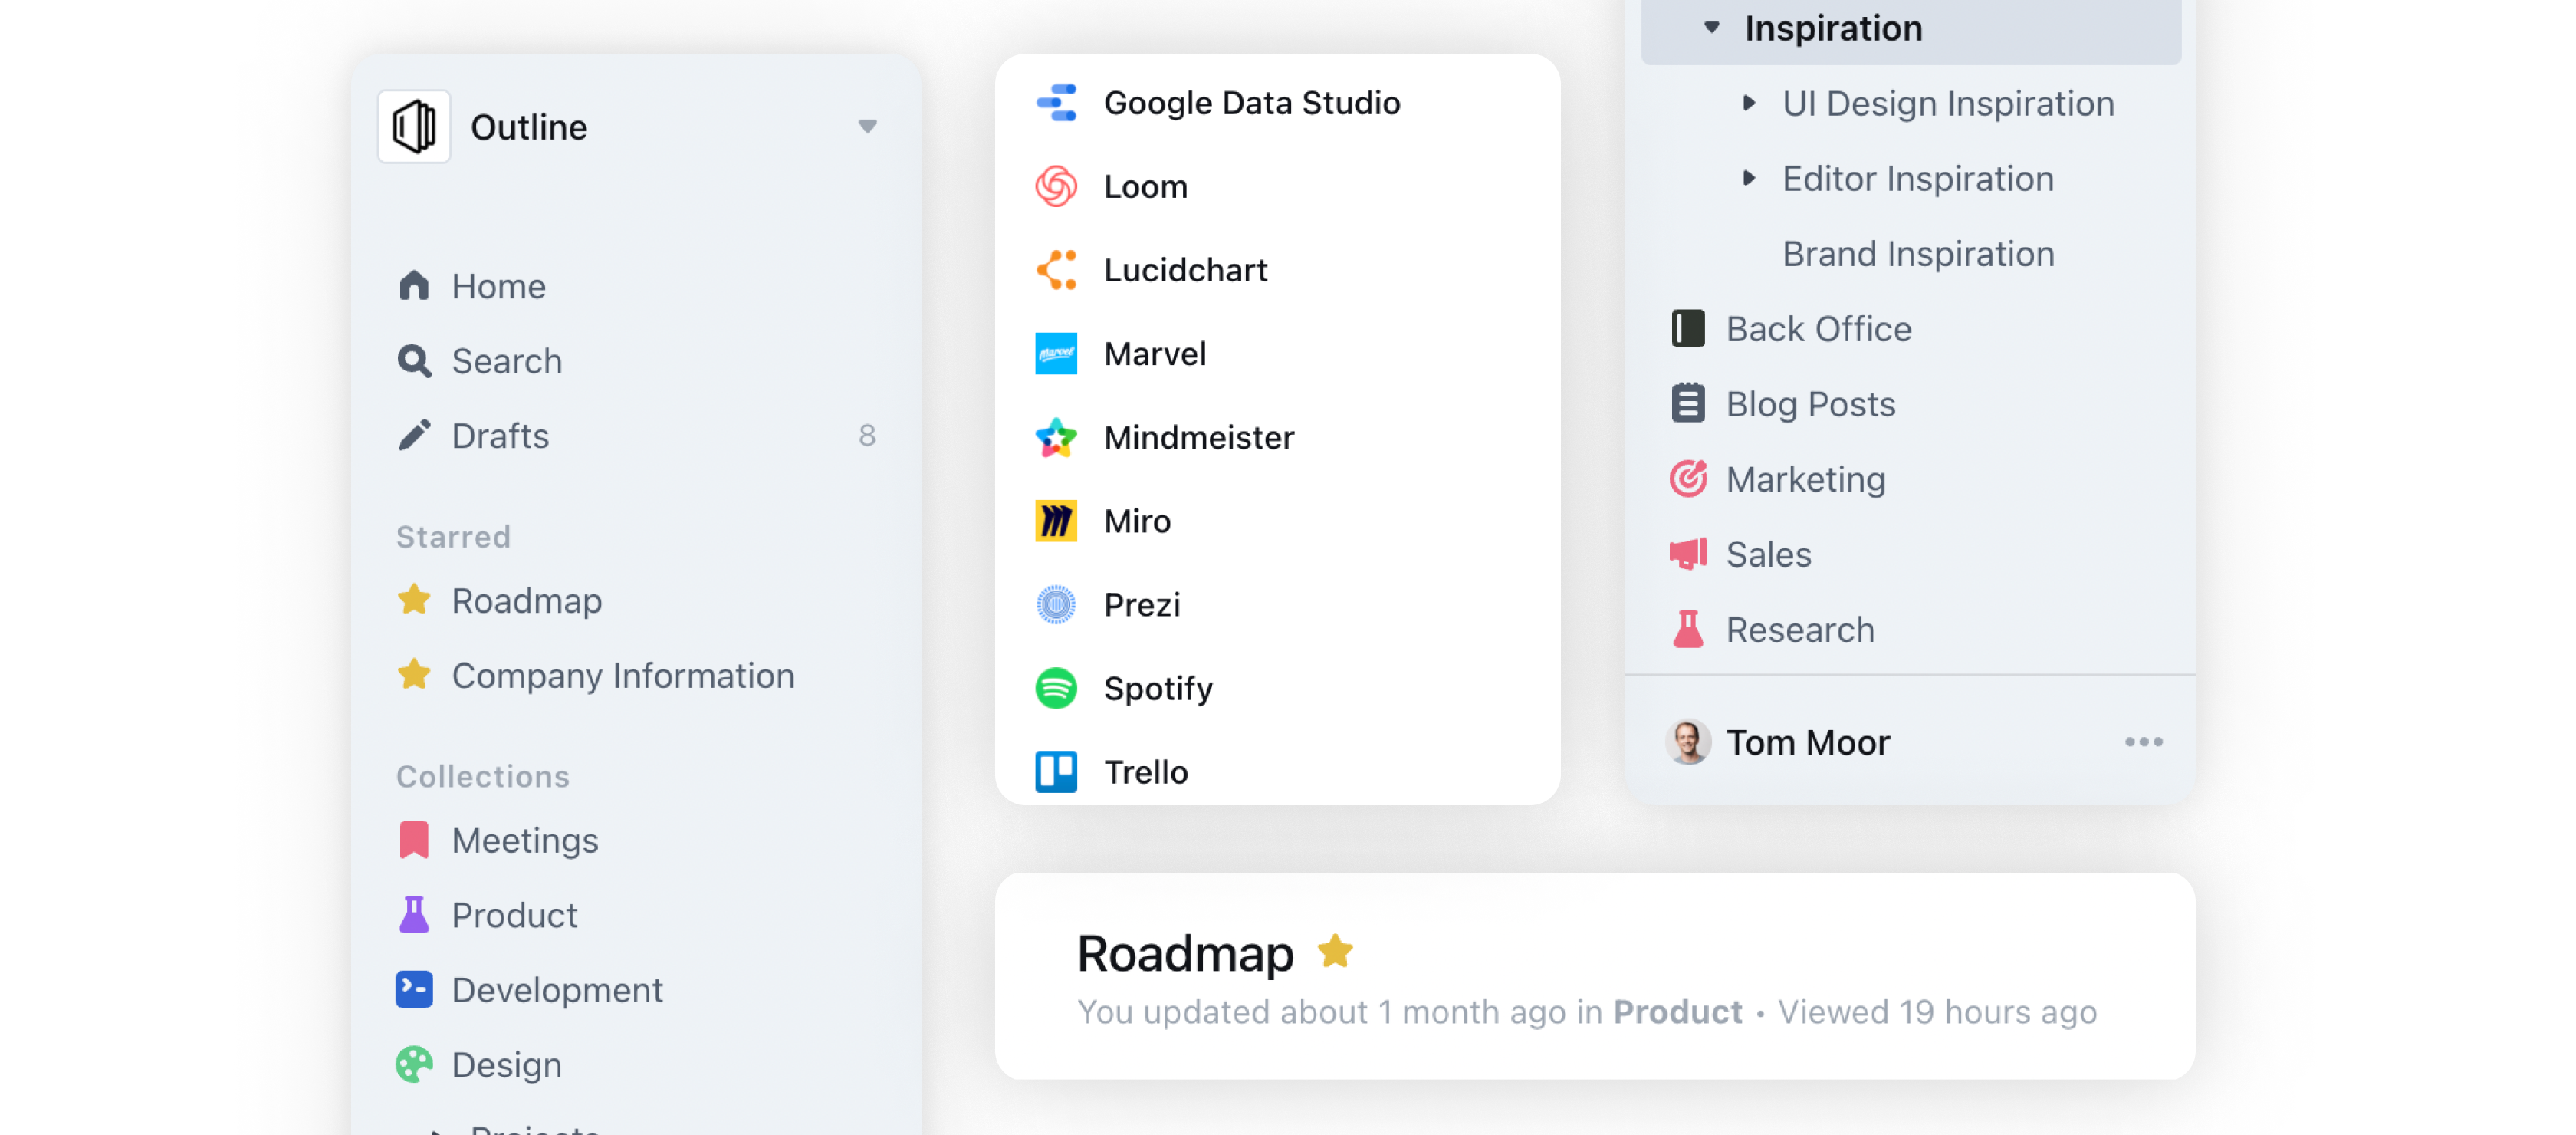 Outline
Home
Search
Drafts
8
Starred
Roadmap
Company Information
Collections
Meetings
Product
Development
Design
Projects
Google Data Studio
Loom
Lucidchart
Marvel
Mindmeister
Miro
Prezi
Spotify
Trello
Inspiration
UI Design Inspiration
Editor Inspiration
Brand Inspiration
Back Office
Blog Posts
Marketing
Sales
Research
Tom Moor
Roadmap
You updated about 1 month ago in Product • Viewed 19 hours ago